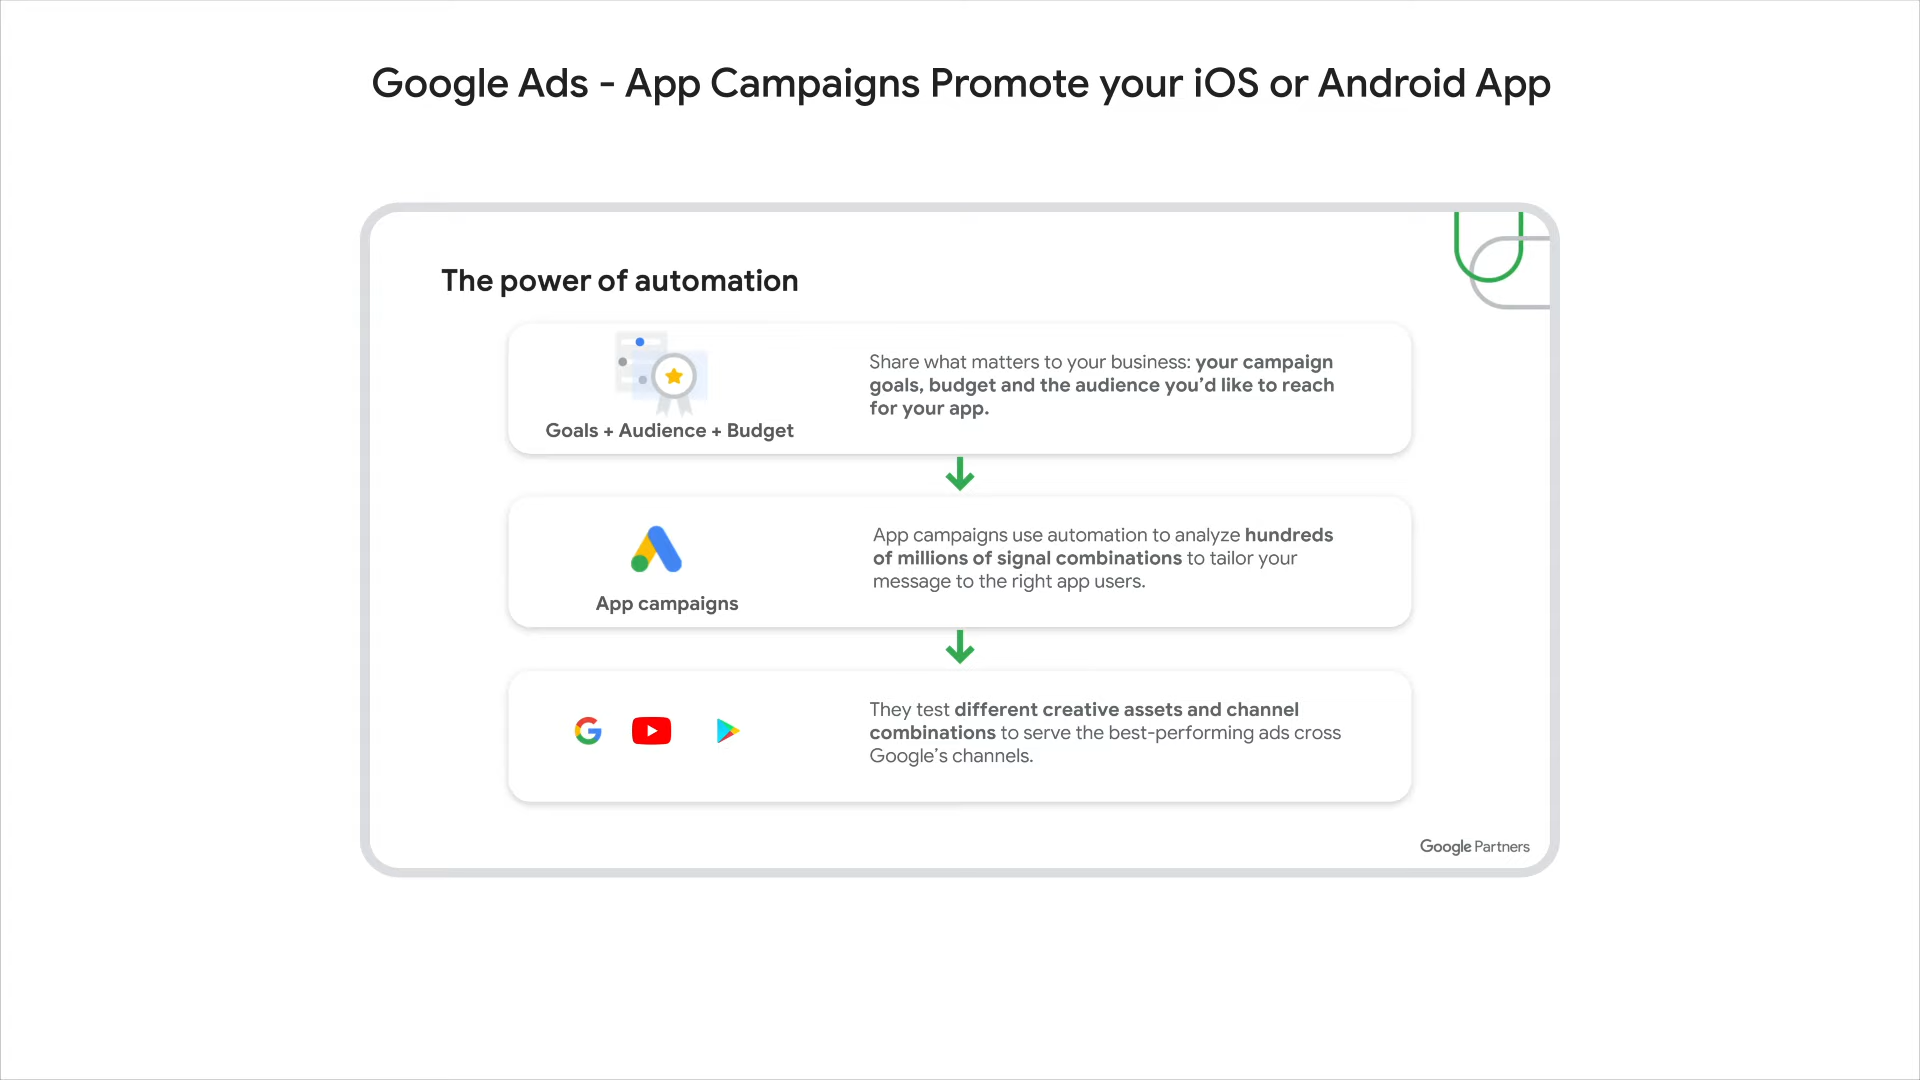 Google Ads - App Campaigns Promote your iOS or Android App
The power of automation
Goals + Audience + Budget
Share what matters to your business: your campaign
goals, budget and the audience you’d like to reach
for your app.
App campaigns
App campaigns use automation to analyze hundreds
of millions of signal combinations to tailor your
message to the right app users.
They test different creative assets and channel
combinations to serve the best-performing ads cross
Google’s channels.
Google Partners